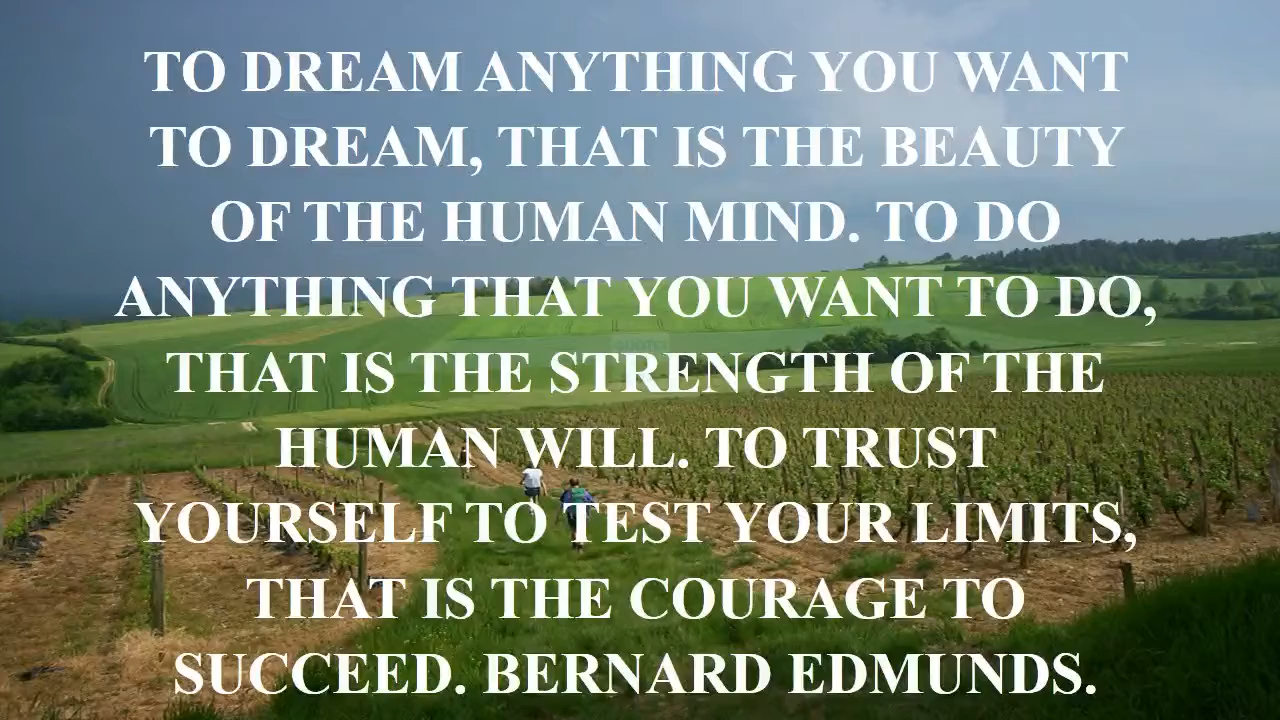 TO DREAM ANYTHING YOU WANT
TO DREAM, THAT IS THE BEAUTY
OF THE HUMAN MIND. TO DO
ANYTHING THAT YOU WANT TO DO,
THAT IS THE STRENGTH OF THE
HUMAN WILL. TO TRUST
YOURSELF TO TEST YOUR LIMITS,
THAT IS THE COURAGE TO
SUCCEED. BERNARD EDMUNDS.